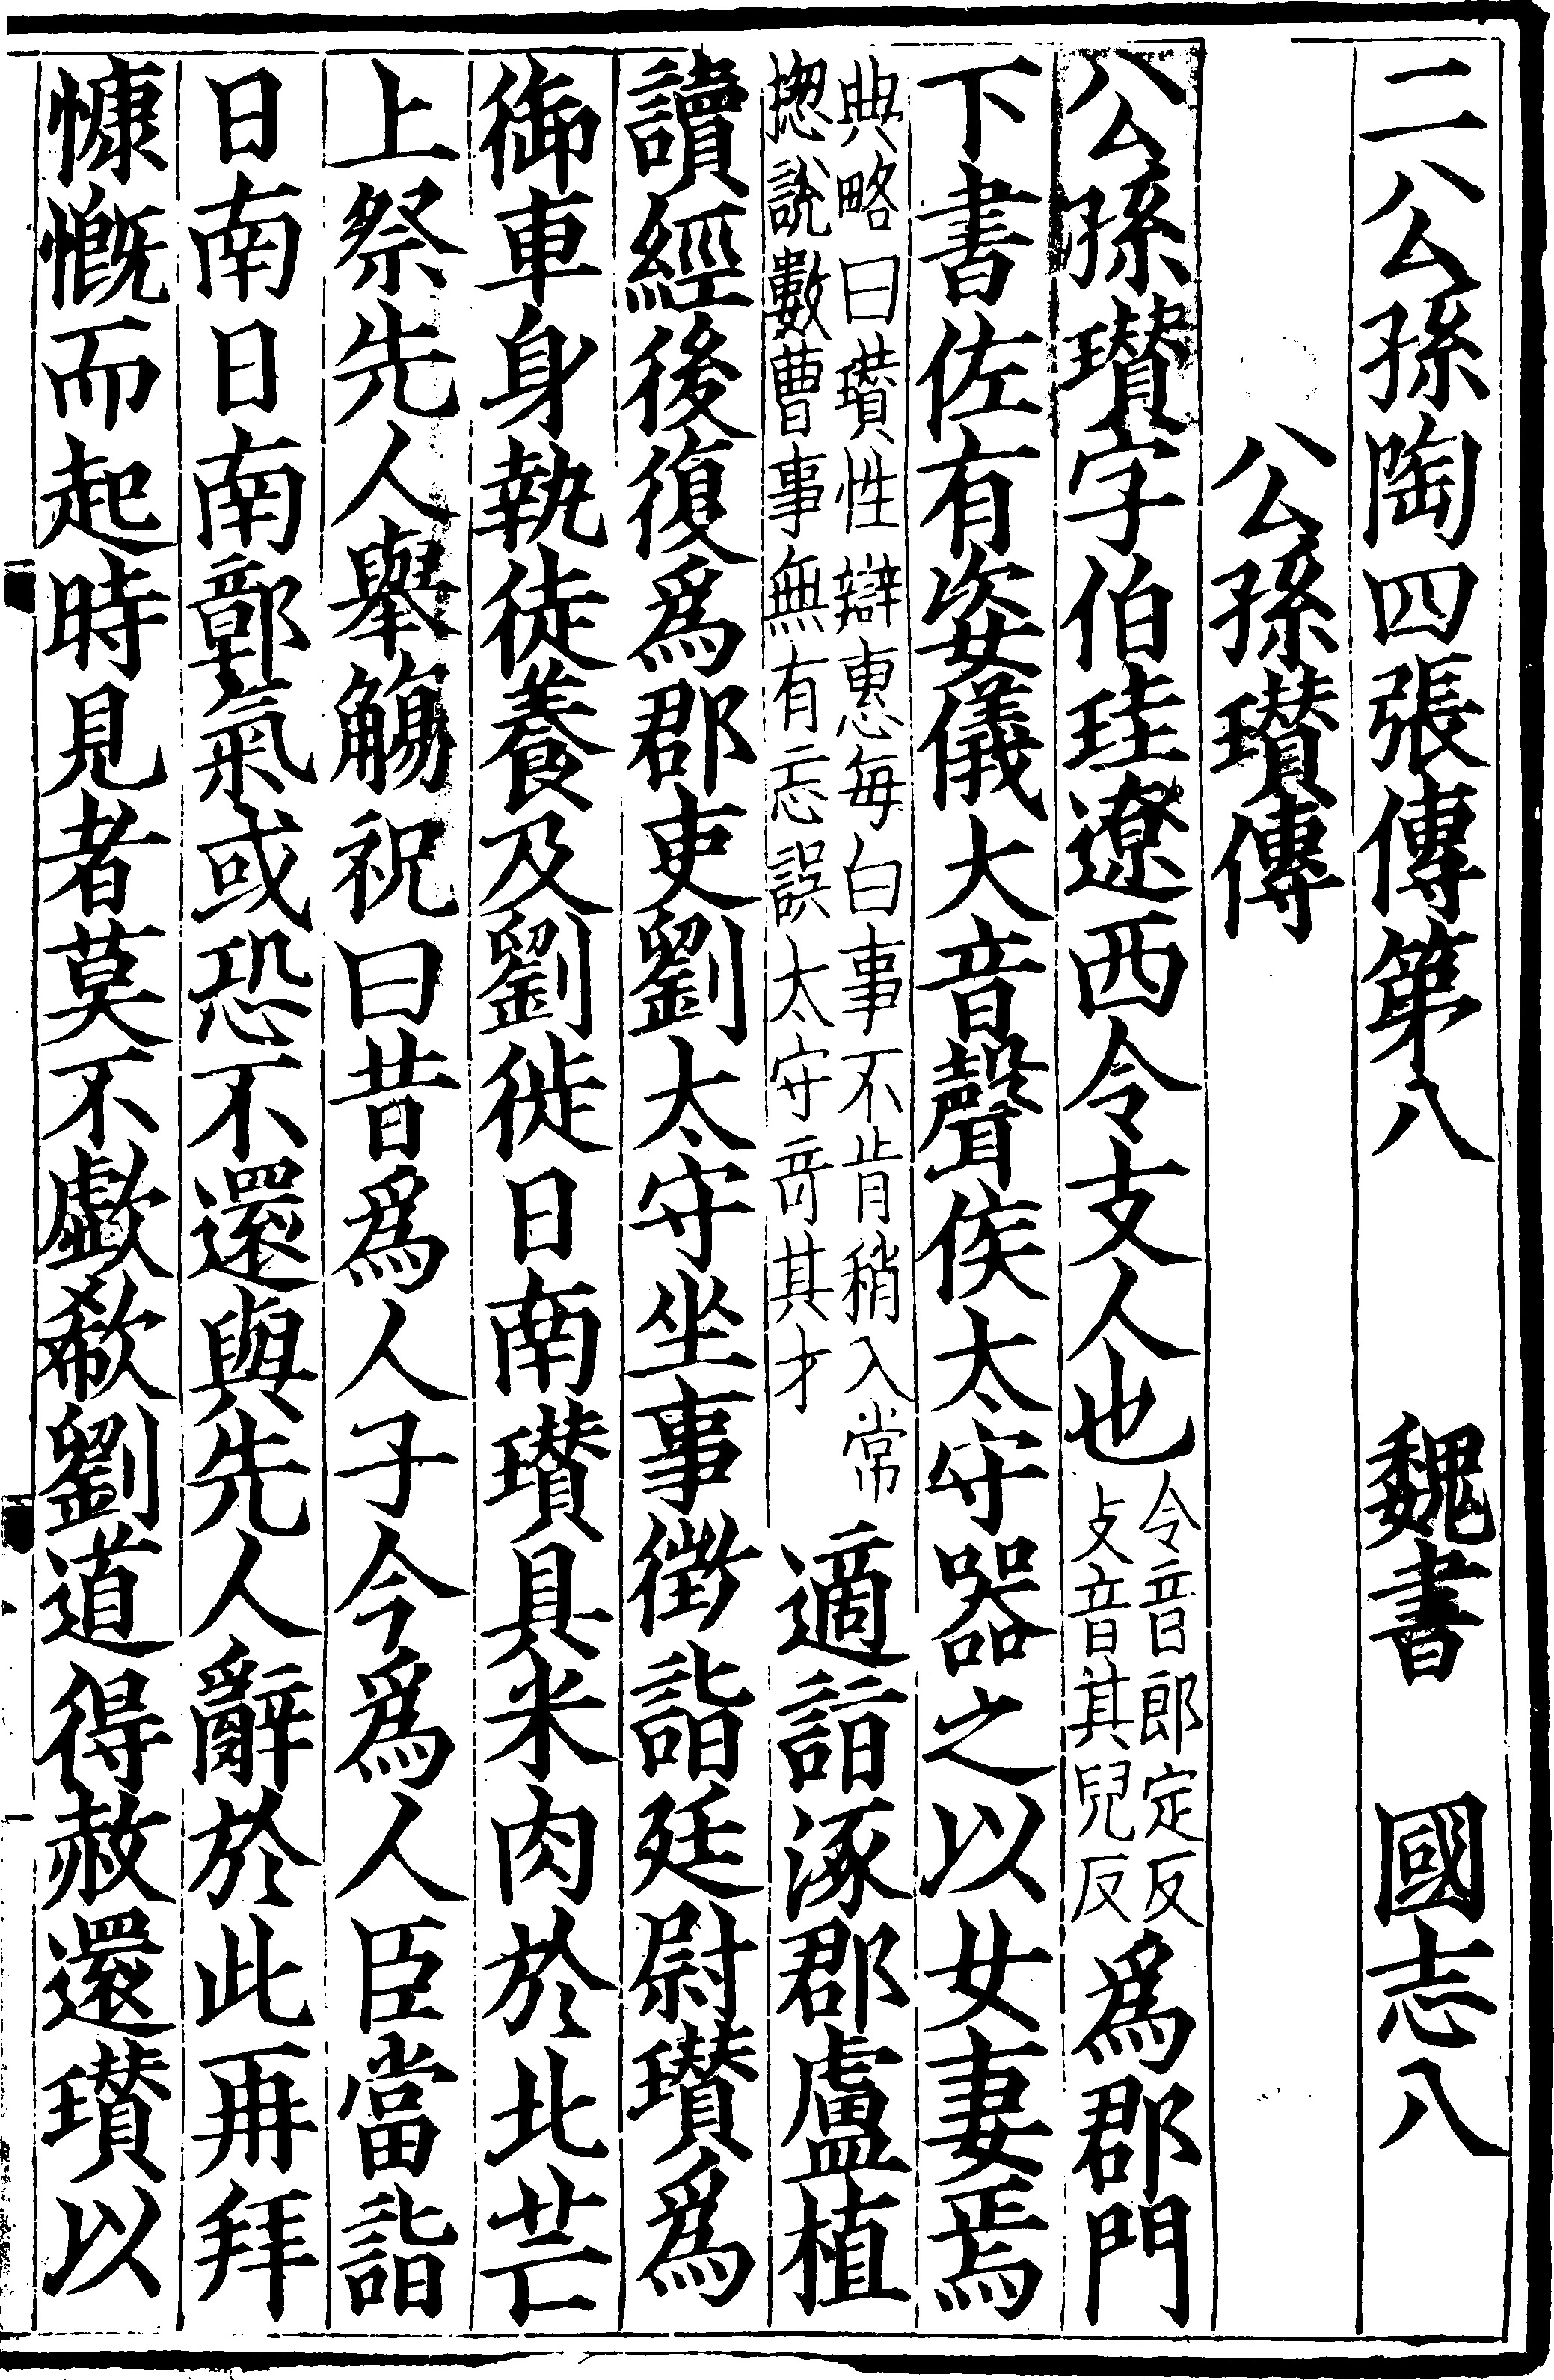 二公孫陶四張傳第八　魏書　國志八
公孫瓚傳
公孫瓚字伯珪遼西令支人也令音郎定反支音其兒反爲郡門
下書佐有姿儀大音聲侯太守器之以女妻焉
典略曰瓚性辯惠每白事不肯稍入常揔說數曹事無有忘誤太守竒其才適詣涿郡盧植
讀經後復爲郡吏劉太守坐事徵詣廷尉瓚爲
御車身執徒養及劉徙日南瓚具米肉於北芒
上祭先人舉觴祝曰昔爲人子今爲人臣當詣
日南日南鄣氣或恐不還與先人辭於此再拜
慷慨而起時見者莫不歔欷劉道得赦還瓚以